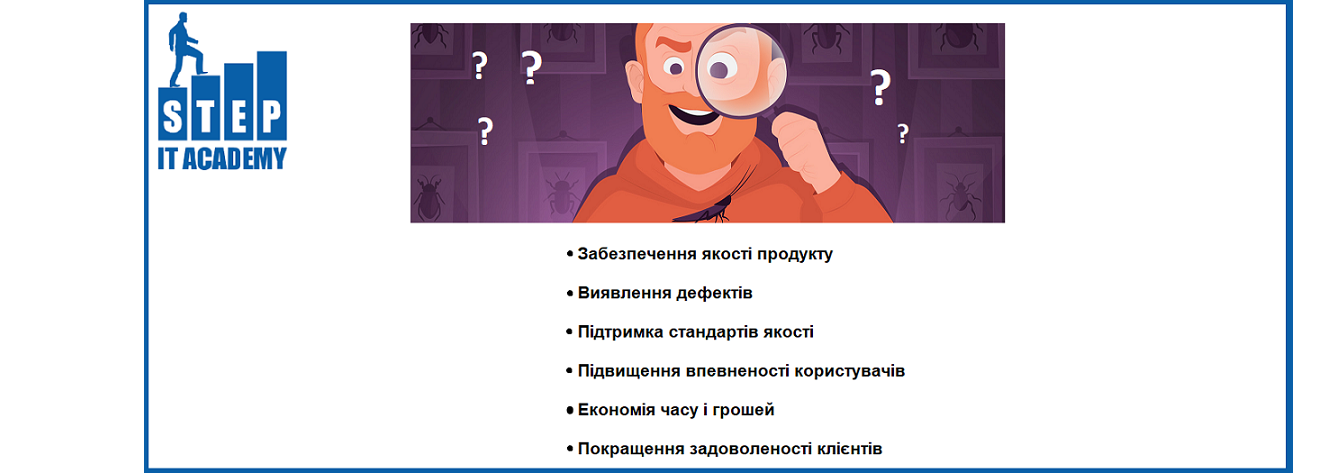 STEP
IT ACADEMY
? ? ? ? ?
• Забезпечення якості продукту
• Виявлення дефектів
• Підтримка стандартів якості
• Підвищення впевненості користувачів
• Економія часу і грошей
• Покращення задоволеності клієнтів